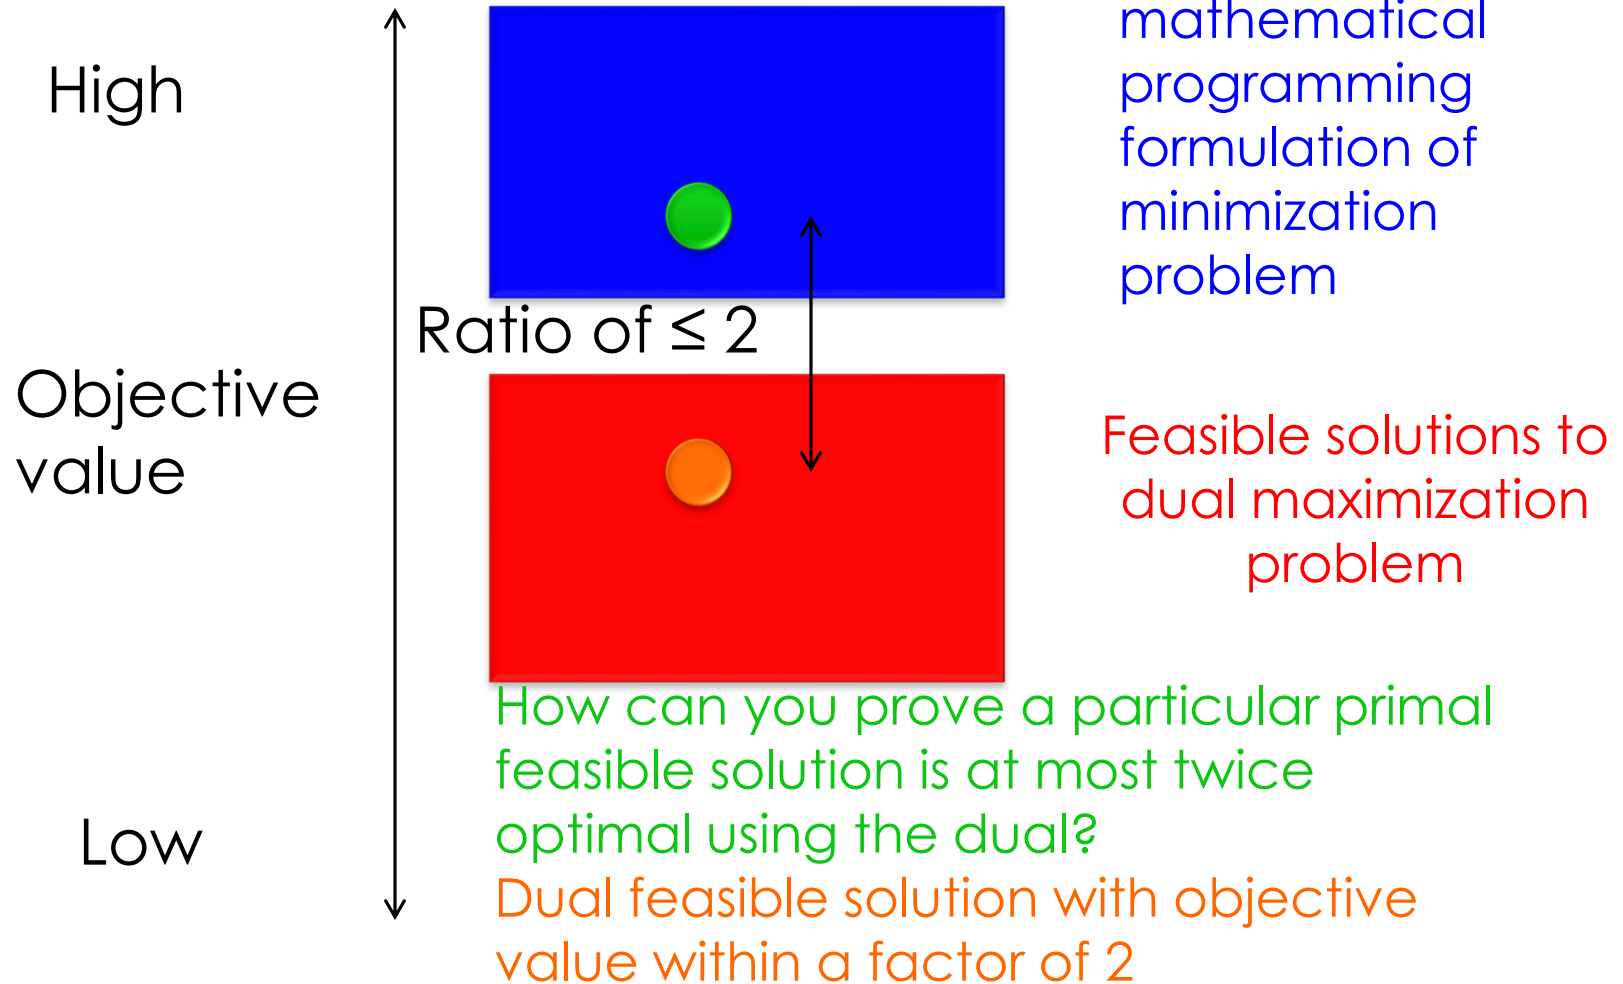 High
mathematical
programming
formulation of
minimization
problem
Ratio of ≤ 2
Objective
value
Feasible solutions to
dual maximization
problem
Low
How can you prove a particular primal
feasible solution is at most twice
optimal using the dual?
Dual feasible solution with objective
value within a factor of 2